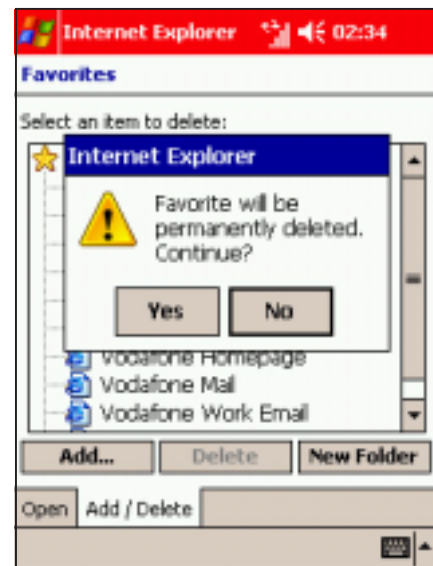 Internet Explorer 02:34
Favorites
Select an item to delete:
Internet Explorer
Favorite will be
permanently deleted.
Continue?
Yes No
Vodafone Homepage
Vodafone Mail
Vodafone Work Email
Add... Delete New Folder
Open Add / Delete